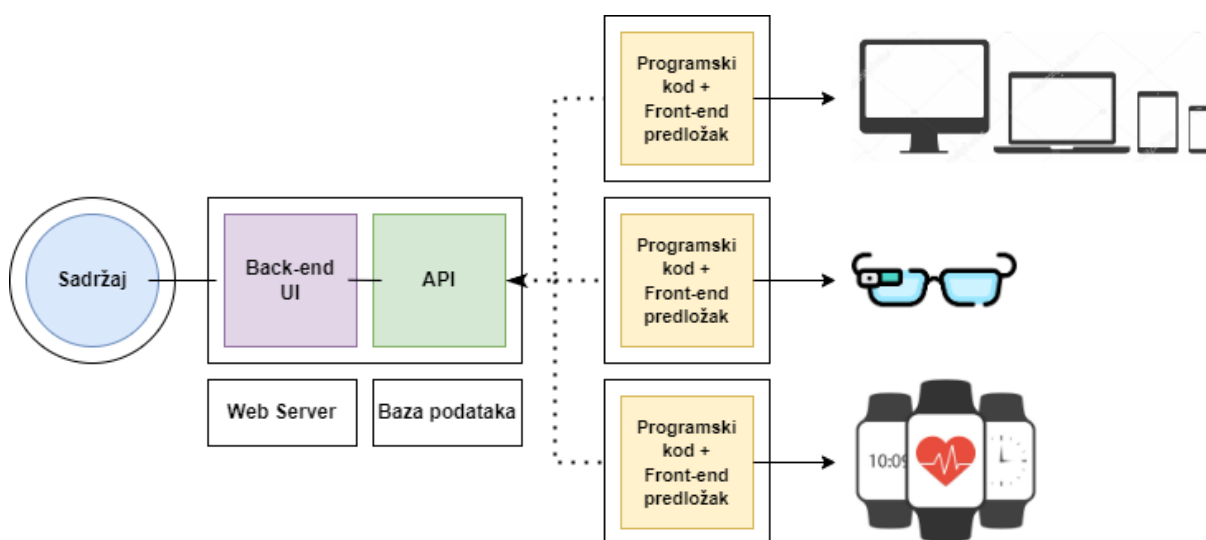 Sadržaj
Back-end
UI
API
Web Server
Baza podataka
Programski
kod +
Front-end
predložak
Programski
kod +
Front-end
predložak
Programski
kod +
Front-end
predložak
10:09